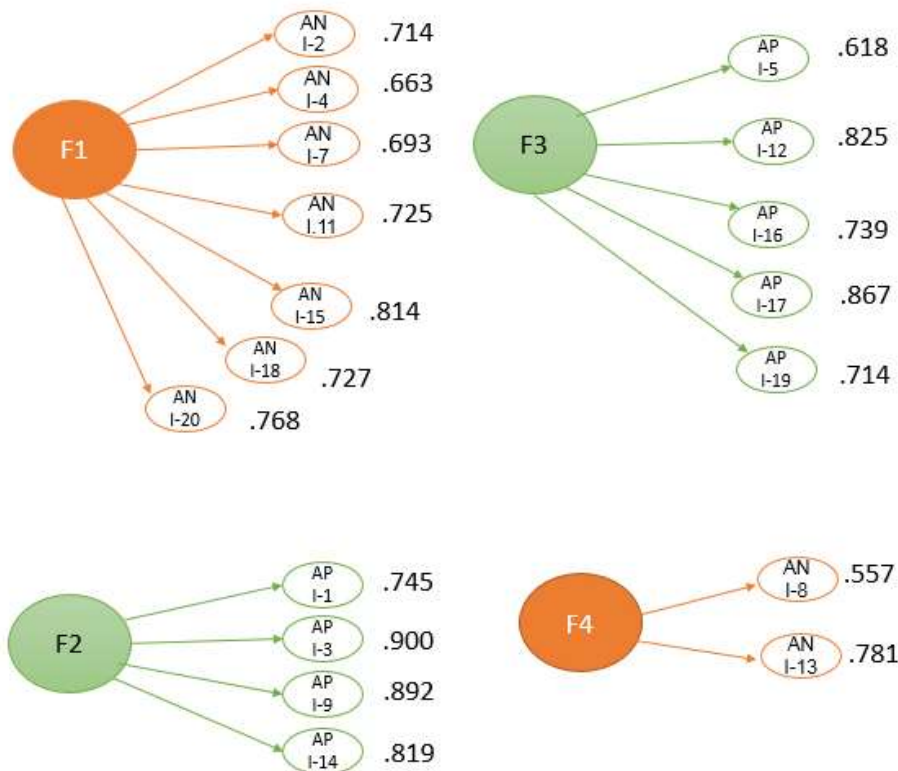 F1
AN
I-2
.714
AN
I-4
.663
AN
I-7
.693
AN
I.11
.725
AN
I-15
.814
AN
I-18
.727
AN
I-20
.768
F3
AP
I-5
.618
AP
I-12
.825
AP
I-16
.739
AP
I-17
.867
AP
I-19
.714
F2
AP
I-1
.745
AP
I-3
.900
AP
I-9
.892
AP
I-14
.819
F4
AN
I-8
.557
AN
I-13
.781